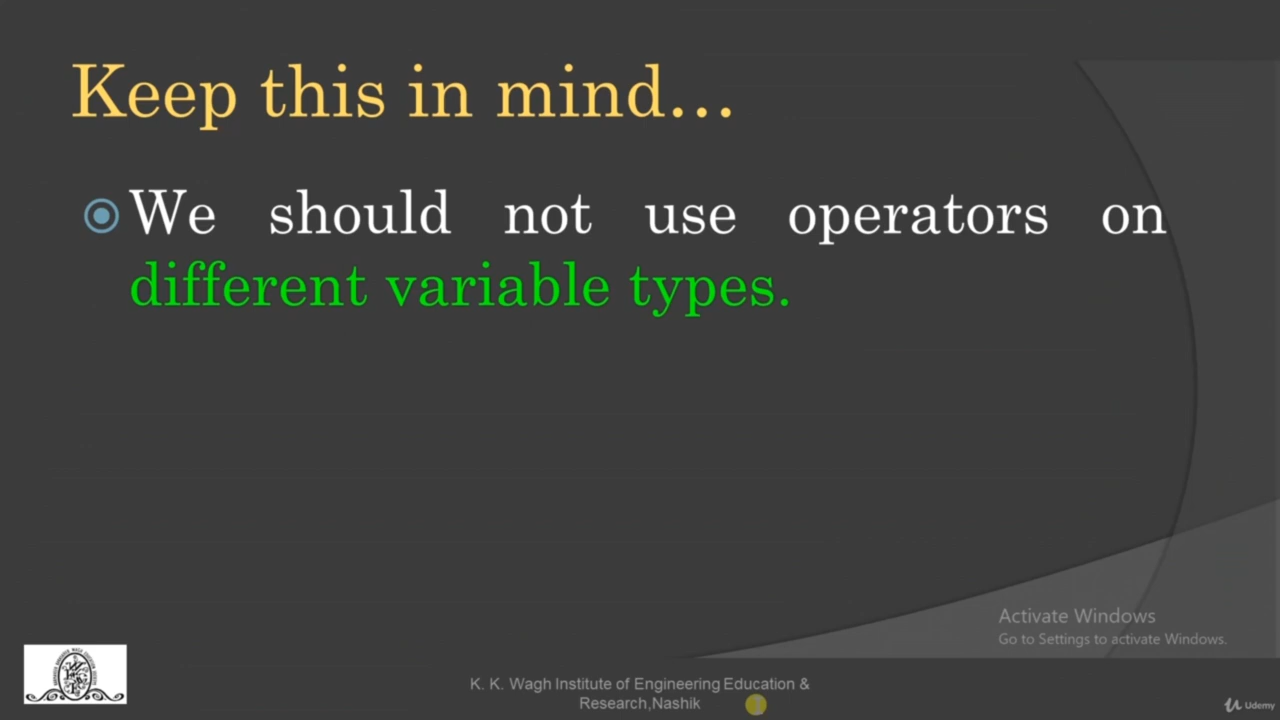 Keep this in mind...
We should not use operators on
different variable types.
Activate Windows
Go to Settings to activate Windows.
K. K. Wagh Institute of Engineering Education &
Research,Nashik
Udemy